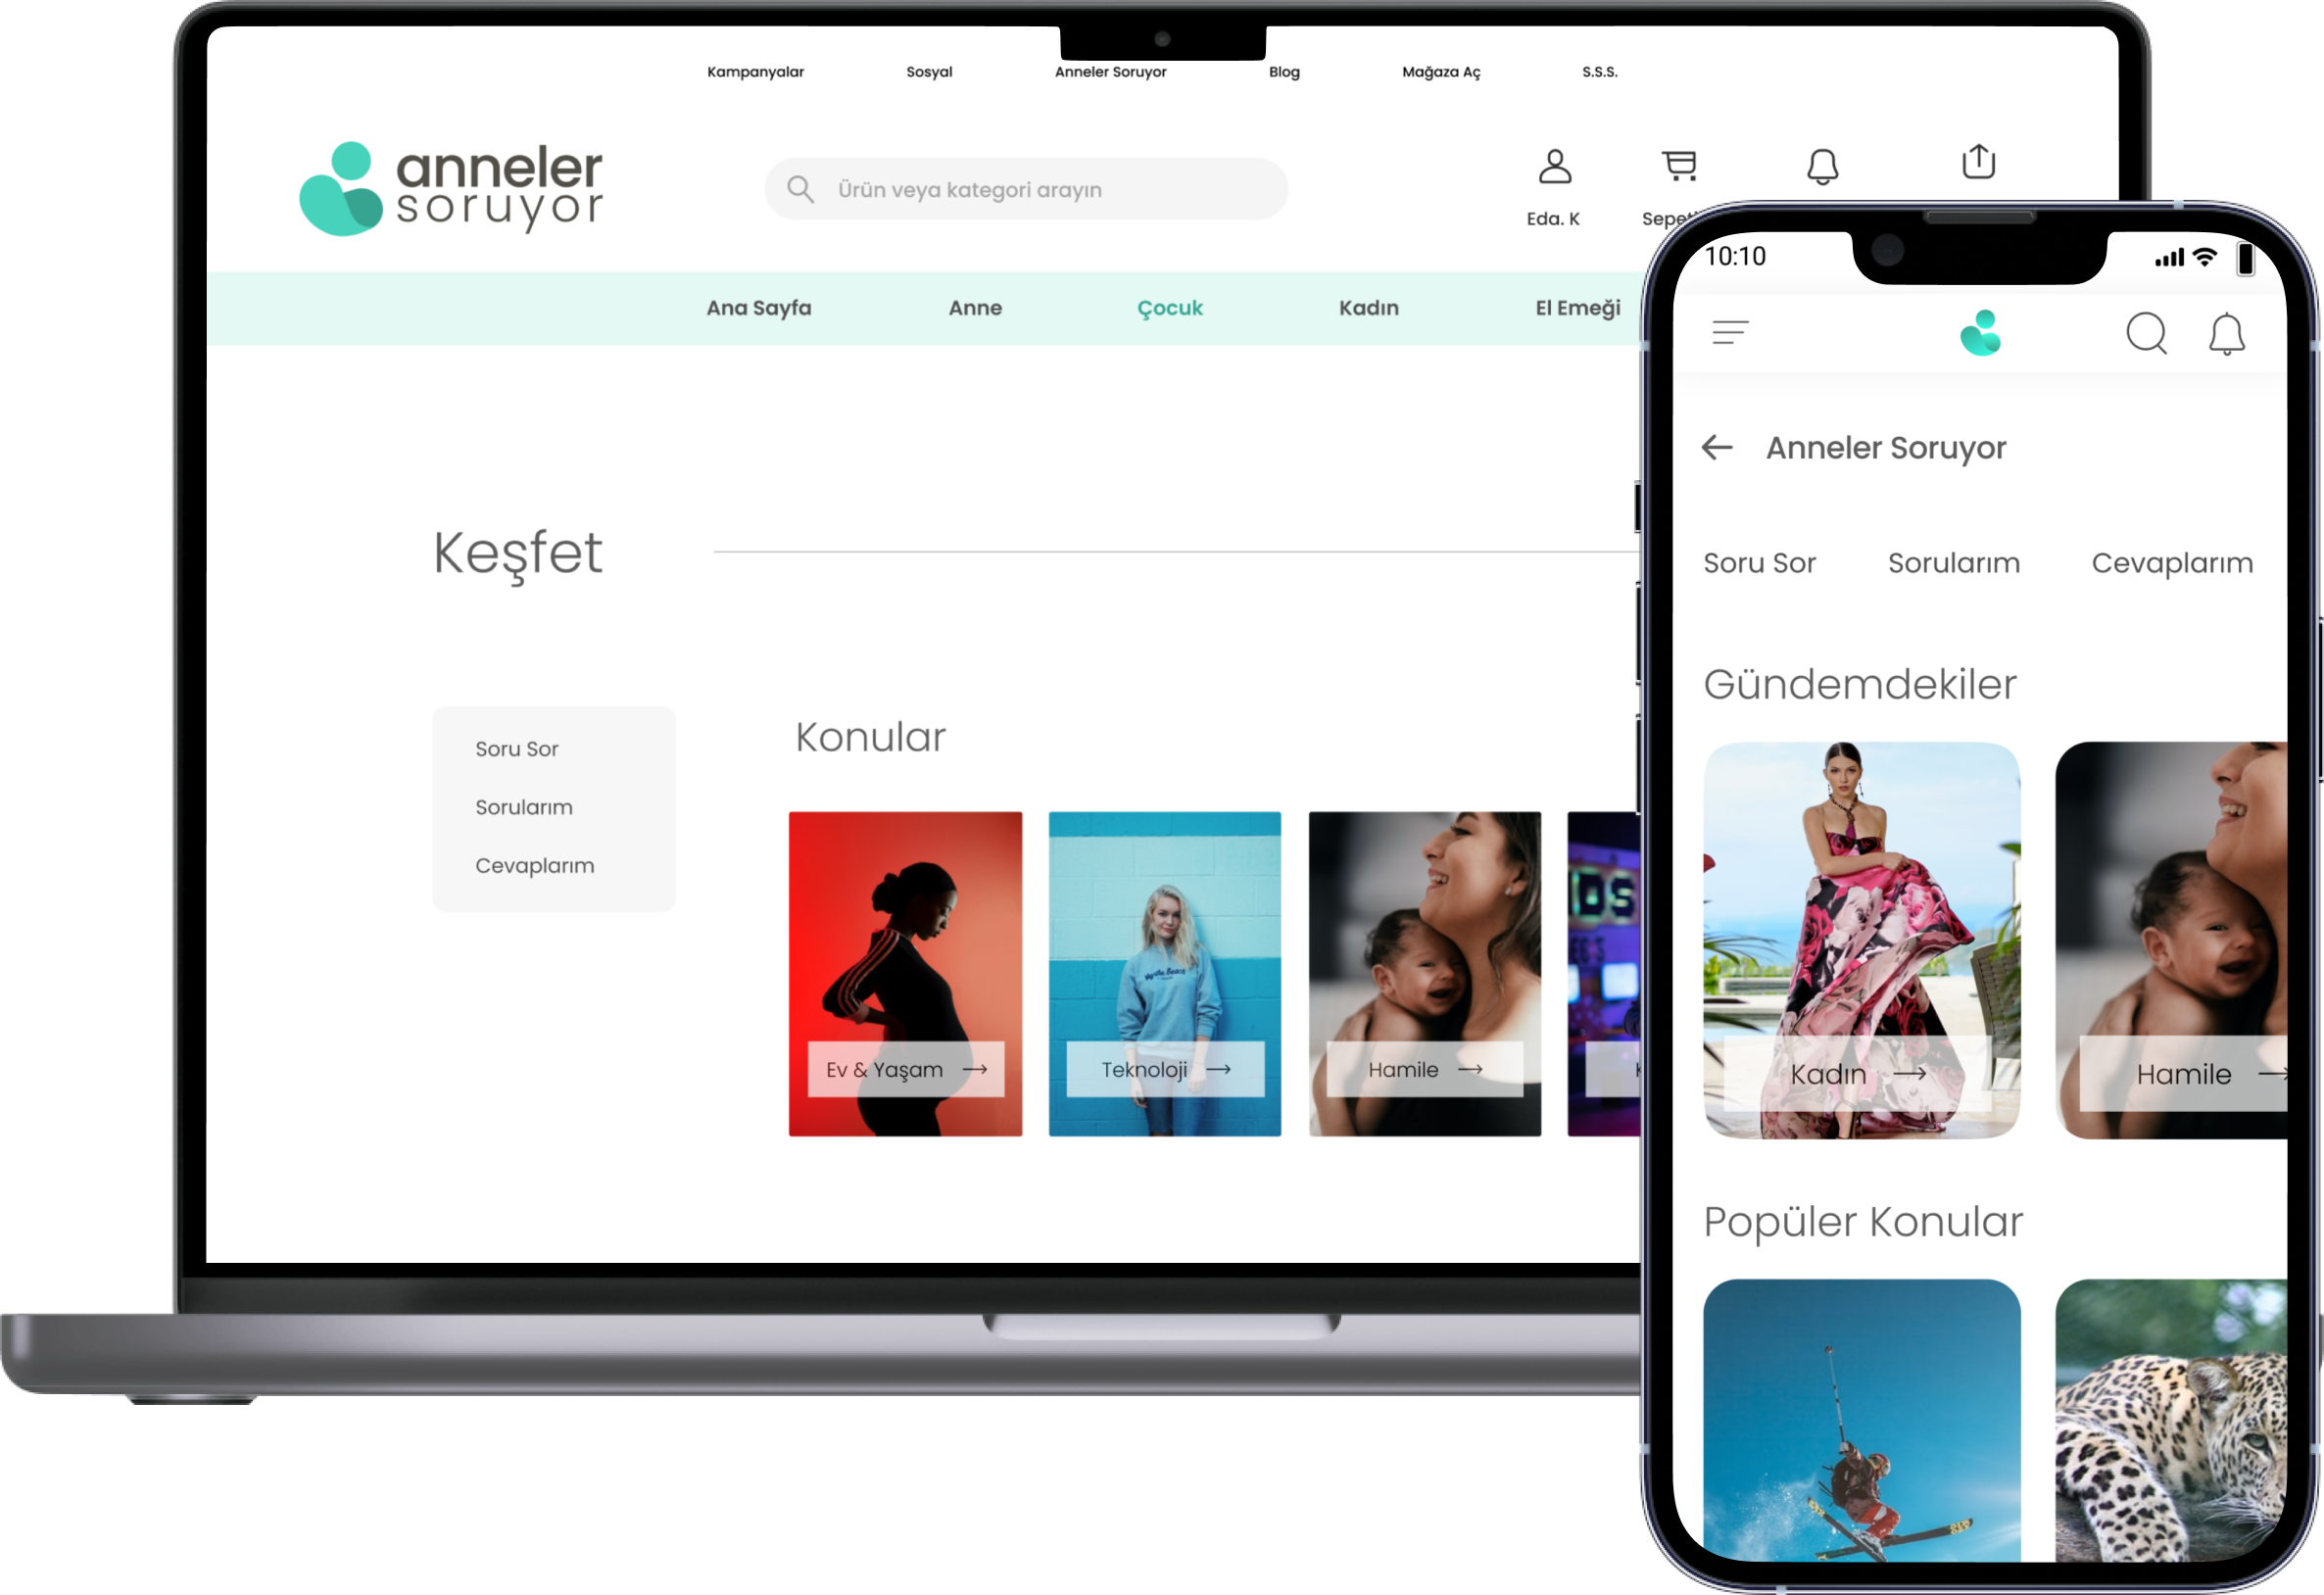 Kampanyalar Sosyal Anneler Soruyor Blog Mağaza Aç S.S.S.
anneler
soruyor
Ürün veya kategori arayın
Eda. K
Ana Sayfa Anne Çocuk Kadın El Emeği
Keşfet
Soru Sor
Sorularım
Cevaplarım
Konular
Ev & Yaşam
Teknoloji
Hamile
10:10
Anneler Soruyor
Soru Sor Sorularım Cevaplarım
Gündemdekiler
Kadın
Hamile
Popüler Konular